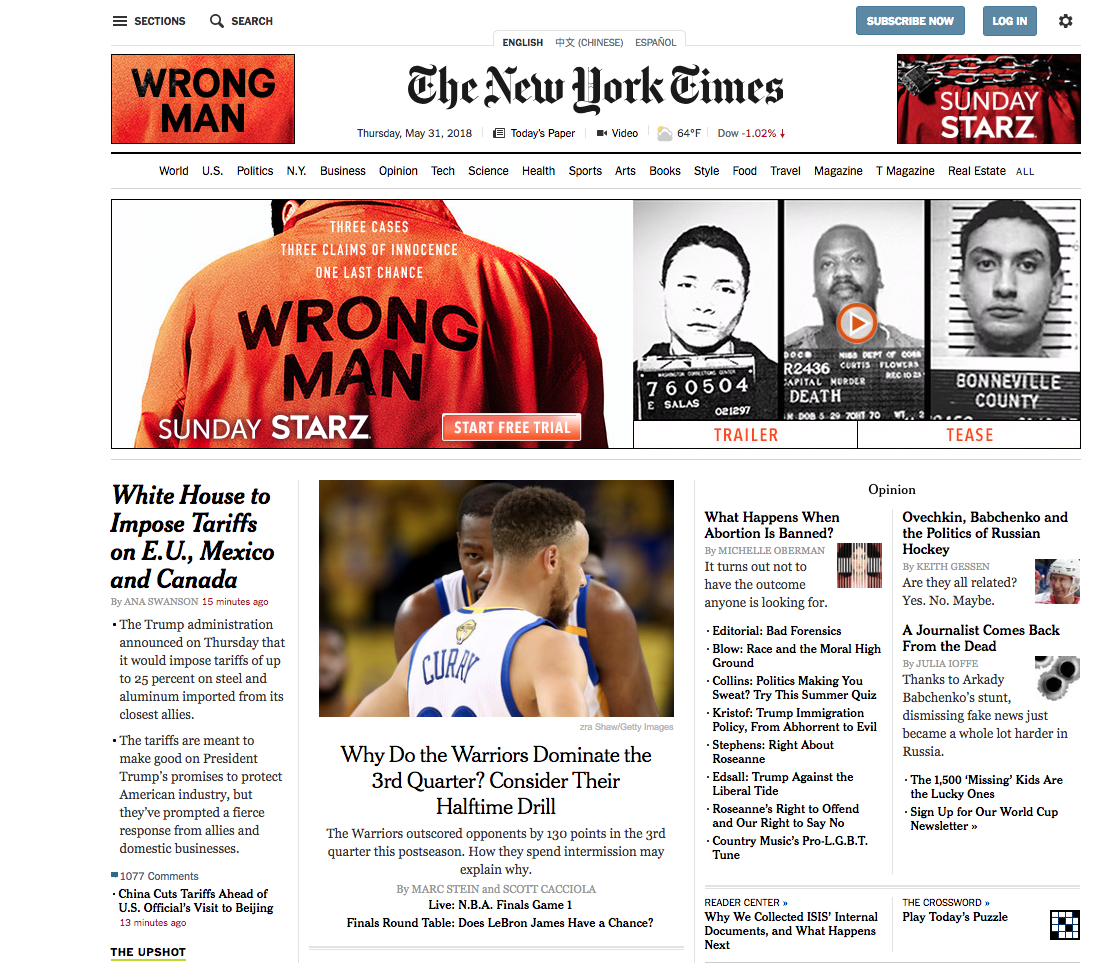 SECTIONS
SEARCH
SUBSCRIBE NOW
LOG IN
ENGLISH
中文 (CHINESE)
ESPAÑOL
WRONG
MAN
The New York Times
SUNDAY
STARZ
Thursday, May 31, 2018
Today's Paper
Video
64°F
Dow -1.02%
World U.S. Politics N.Y. Business Opinion Tech Science Health Sports Arts Books Style Food Travel Magazine T Magazine Real Estate ALL
THREE CASES
THREE CLAIMS OF INNOCENCE
ONE LAST CHANCE
WRONG
MAN
SUNDAY STARZ
START FREE TRIAL
WASHINGTON CORRECTIONS CENTER
760504
E SALAS 021297
MISS DEPT OF CORR
R2436 CURTIS FLOWERS
CAPITAL MURDER REC 10 23
DEATH
BONNEVILLE
COUNTY
TRAILER
TEASE
White House to
Impose Tariffs
on E.U., Mexico
and Canada
By ANA SWANSON 15 minutes ago
▪ The Trump administration
announced on Thursday that
it would impose tariffs of up
to 25 percent on steel and
aluminum imported from its
closest allies.
▪ The tariffs are meant to
make good on President
Trump's promises to protect
American industry, but
they've prompted a fierce
response from allies and
domestic businesses.
1077 Comments
· China Cuts Tariffs Ahead of
U.S. Official's Visit to Beijing
13 minutes ago
THE UPSHOT
CURRY
zra Shaw/Getty Images
Why Do the Warriors Dominate the
3rd Quarter? Consider Their
Halftime Drill
The Warriors outscored opponents by 130 points in the 3rd
quarter this postseason. How they spend intermission may
explain why.
By MARC STEIN and SCOTT CACCIOLA
Live: N.B.A. Finals Game 1
Finals Round Table: Does LeBron James Have a Chance?
Opinion
What Happens When
Abortion Is Banned?
By MICHELLE OBERMAN
It turns out not to
have the outcome
anyone is looking for.
· Editorial: Bad Forensics
· Blow: Race and the Moral High
Ground
· Collins: Politics Making You
Sweat? Try This Summer Quiz
· Kristof: Trump Immigration
Policy, From Abhorrent to Evil
· Stephens: Right About
Roseanne
· Edsall: Trump Against the
Liberal Tide
· Roseanne's Right to Offend
and Our Right to Say No
· Country Music's Pro-L.G.B.T.
Tune
Ovechkin, Babchenko and
the Politics of Russian
Hockey
By KEITH GESSEN
Are they all related?
Yes. No. Maybe.
A Journalist Comes Back
From the Dead
By JULIA IOFFE
Thanks to Arkady
Babchenko's stunt,
dismissing fake news just
became a whole lot harder in
Russia.
· The 1,500 'Missing' Kids Are
the Lucky Ones
· Sign Up for Our World Cup
Newsletter »
READER CENTER »
Why We Collected ISIS' Internal
Documents, and What Happens
Next
THE CROSSWORD »
Play Today's Puzzle